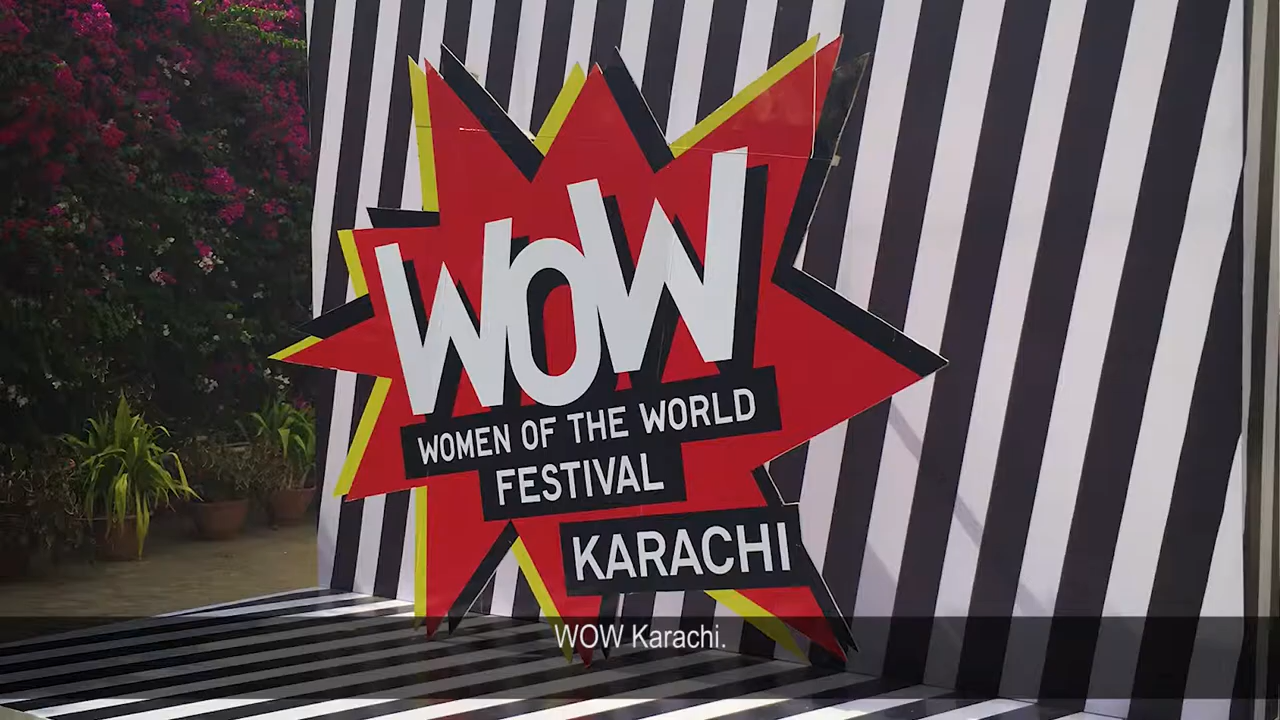 WOW
WOMEN OF THE WORLD
FESTIVAL
KARACHI
WOW Karachi.